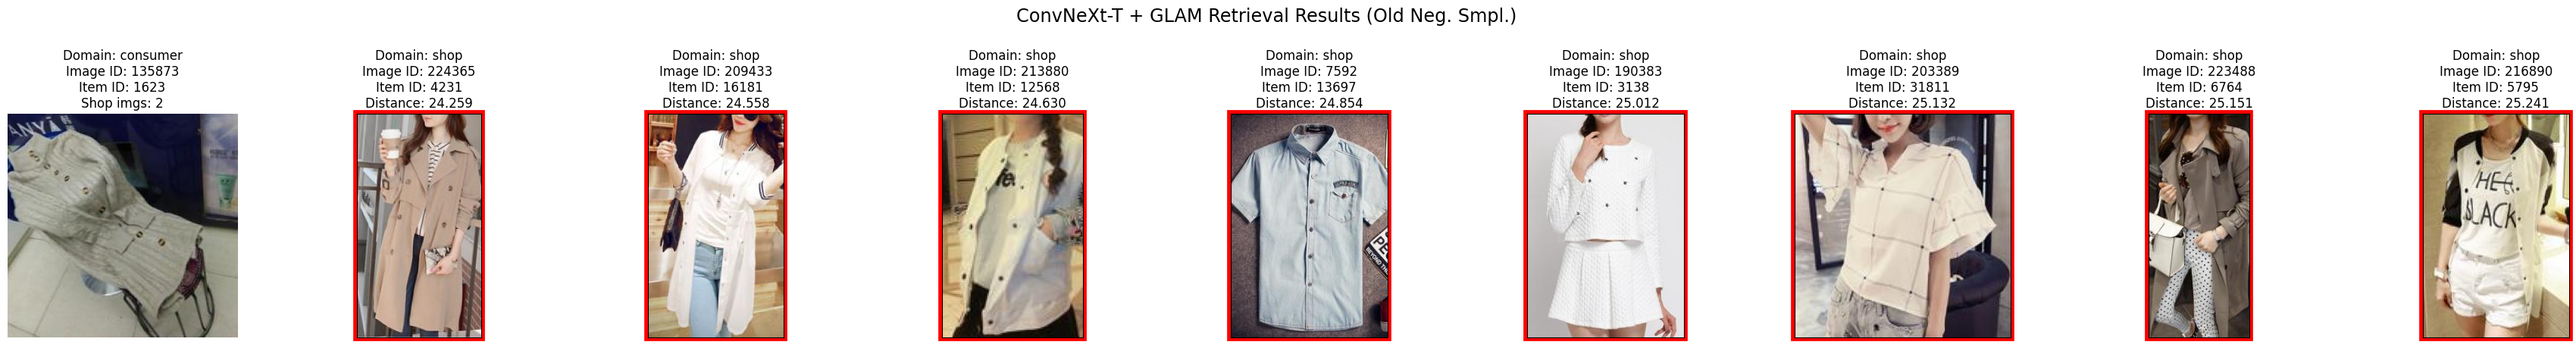 ConvNeXt-T + GLAM Retrieval Results (Old Neg. Smpl.)
Domain: consumer
Image ID: 135873
Item ID: 1623
Shop imgs: 2
Domain: shop
Image ID: 224365
Item ID: 4231
Distance: 24.259
Domain: shop
Image ID: 209433
Item ID: 16181
Distance: 24.558
Domain: shop
Image ID: 213880
Item ID: 12568
Distance: 24.630
Domain: shop
Image ID: 7592
Item ID: 13697
Distance: 24.854
Domain: shop
Image ID: 190383
Item ID: 3138
Distance: 25.012
Domain: shop
Image ID: 203389
Item ID: 31811
Distance: 25.132
Domain: shop
Image ID: 223488
Item ID: 6764
Distance: 25.151
Domain: shop
Image ID: 216890
Item ID: 5795
Distance: 25.241
BLACK